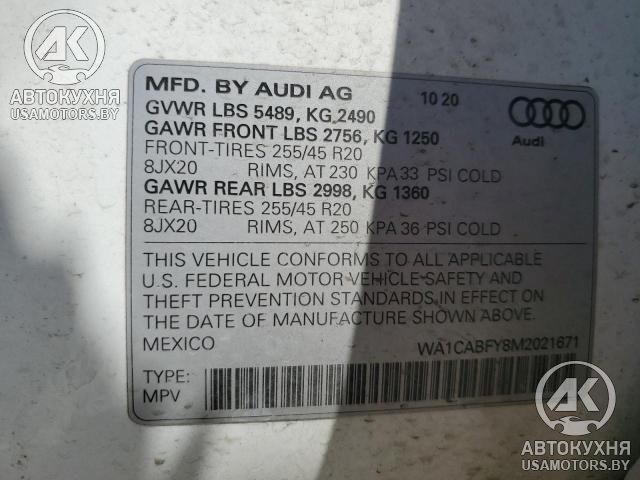 AK
АВТОКУХНЯ
USAMOTORS.BY
MFD. BY AUDI AG 10 20
GVWR LBS 5489, KG 2490
GAWR FRONT LBS 2756, KG 1250
FRONT-TIRES 255/45 R20
8JX20 RIMS, AT 230 KPA 33 PSI COLD
GAWR REAR LBS 2998, KG 1360
REAR-TIRES 255/45 R20
8JX20 RIMS, AT 250 KPA 36 PSI COLD
Audi
THIS VEHICLE CONFORMS TO ALL APPLICABLE
U.S. FEDERAL MOTOR VEHICLE SAFETY AND
THEFT PREVENTION STANDARDS IN EFFECT ON
THE DATE OF MANUFACTURE SHOWN ABOVE.
MEXICO WA1CABFY8M2021671
TYPE:
MPV
AK
АВТОКУХНЯ
USAMOTORS.BY